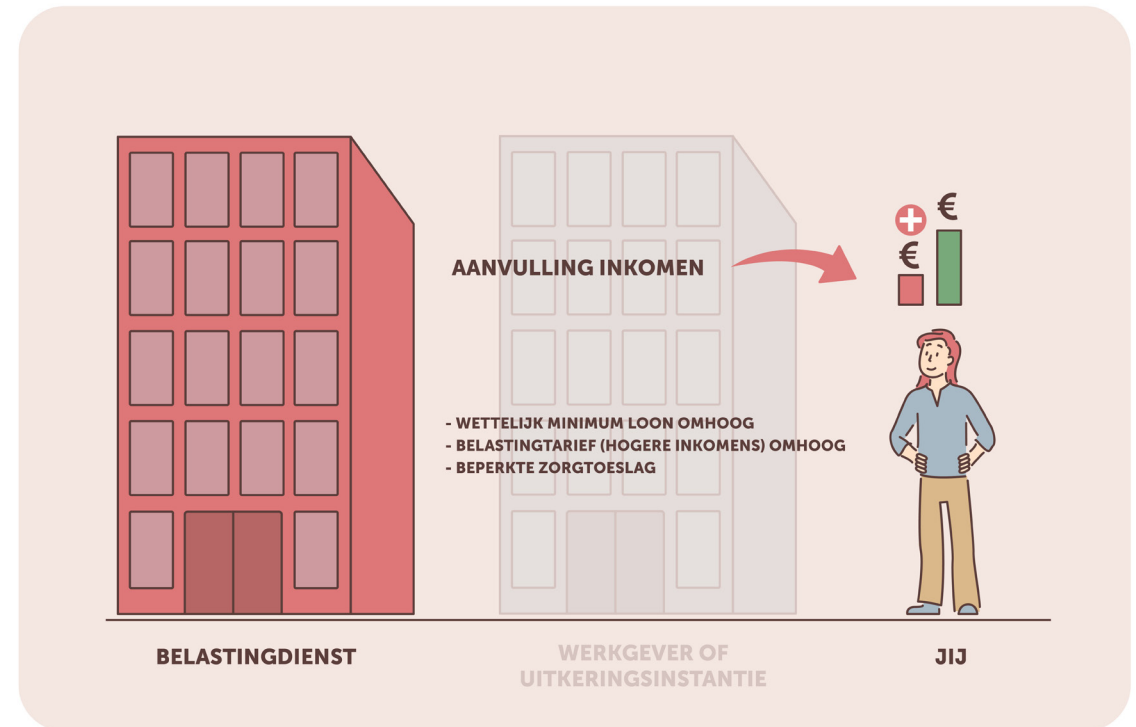 €
€
AANVULLING INKOMEN
- WETTELIJK MINIMUM LOON OMHOOG
- BELASTINGTARIEF (HOGERE INKOMENS) OMHOOG
- BEPERKTE ZORGTOESLAG
BELASTINGDIENST
WERKGEVER OF
UITKERINGSINSTANTIE
JIJ